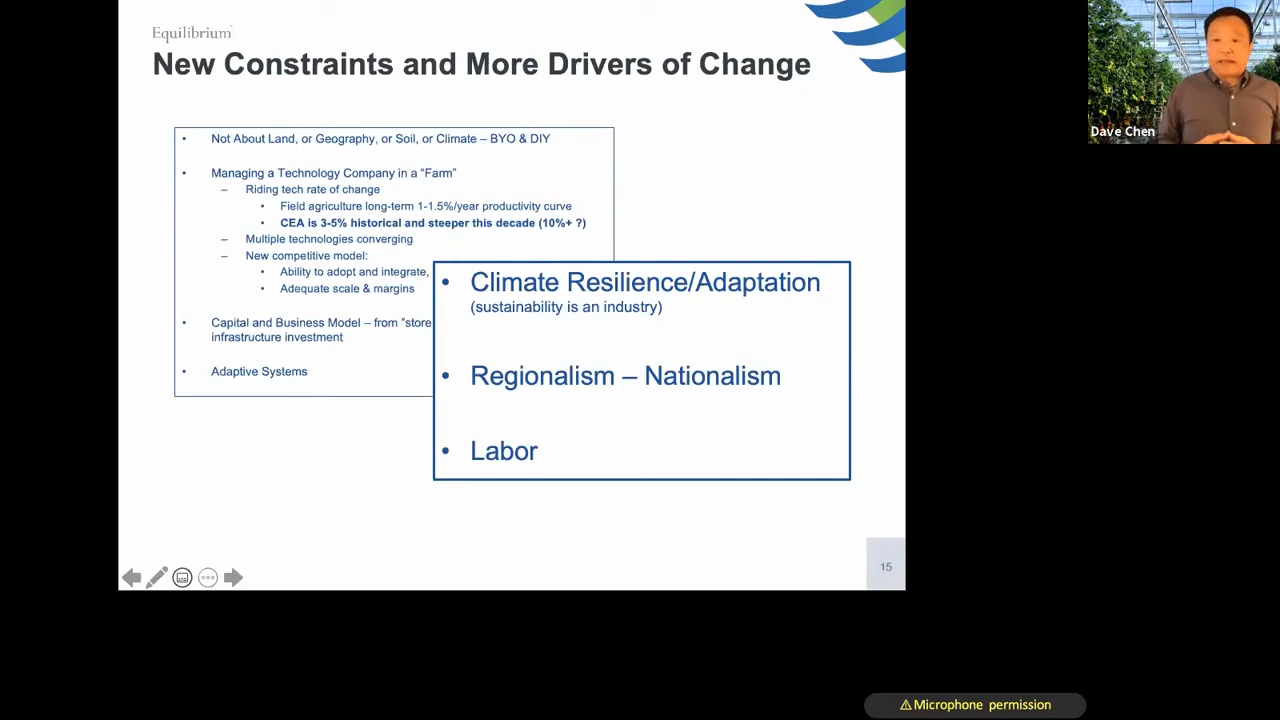 Equilibrium
New Constraints and More Drivers of Change
• Not About Land, or Geography, or Soil, or Climate – BYO & DIY
• Managing a Technology Company in a “Farm”
– Riding tech rate of change
• Field agriculture long-term 1-1.5%/year productivity curve
• CEA is 3-5% historical and steeper this decade (10%+ ?)
– Multiple technologies converging
– New competitive model:
• Ability to adopt and integrate,
• Adequate scale & margins
• Capital and Business Model – from ”store
infrastructure investment
• Adaptive Systems
• Climate Resilience/Adaptation
(sustainability is an industry)
• Regionalism – Nationalism
• Labor
15
Dave Chen
⚠Microphone permission